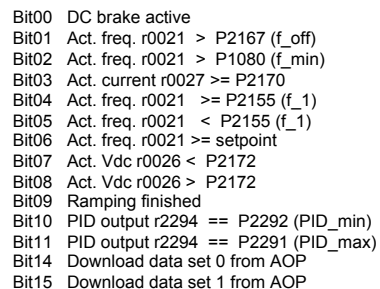 Bit00 DC brake active
Bit01 Act. freq. r0021 > P2167 (f_off)
Bit02 Act. freq. r0021 > P1080 (f_min)
Bit03 Act. current r0027 >= P2170
Bit04 Act. freq. r0021 >= P2155 (f_1)
Bit05 Act. freq. r0021 < P2155 (f_1)
Bit06 Act. freq. r0021 >= setpoint
Bit07 Act. Vdc r0026 < P2172
Bit08 Act. Vdc r0026 > P2172
Bit09 Ramping finished
Bit10 PID output r2294 == P2292 (PID_min)
Bit11 PID output r2294 == P2291 (PID_max)
Bit14 Download data set 0 from AOP
Bit15 Download data set 1 from AOP